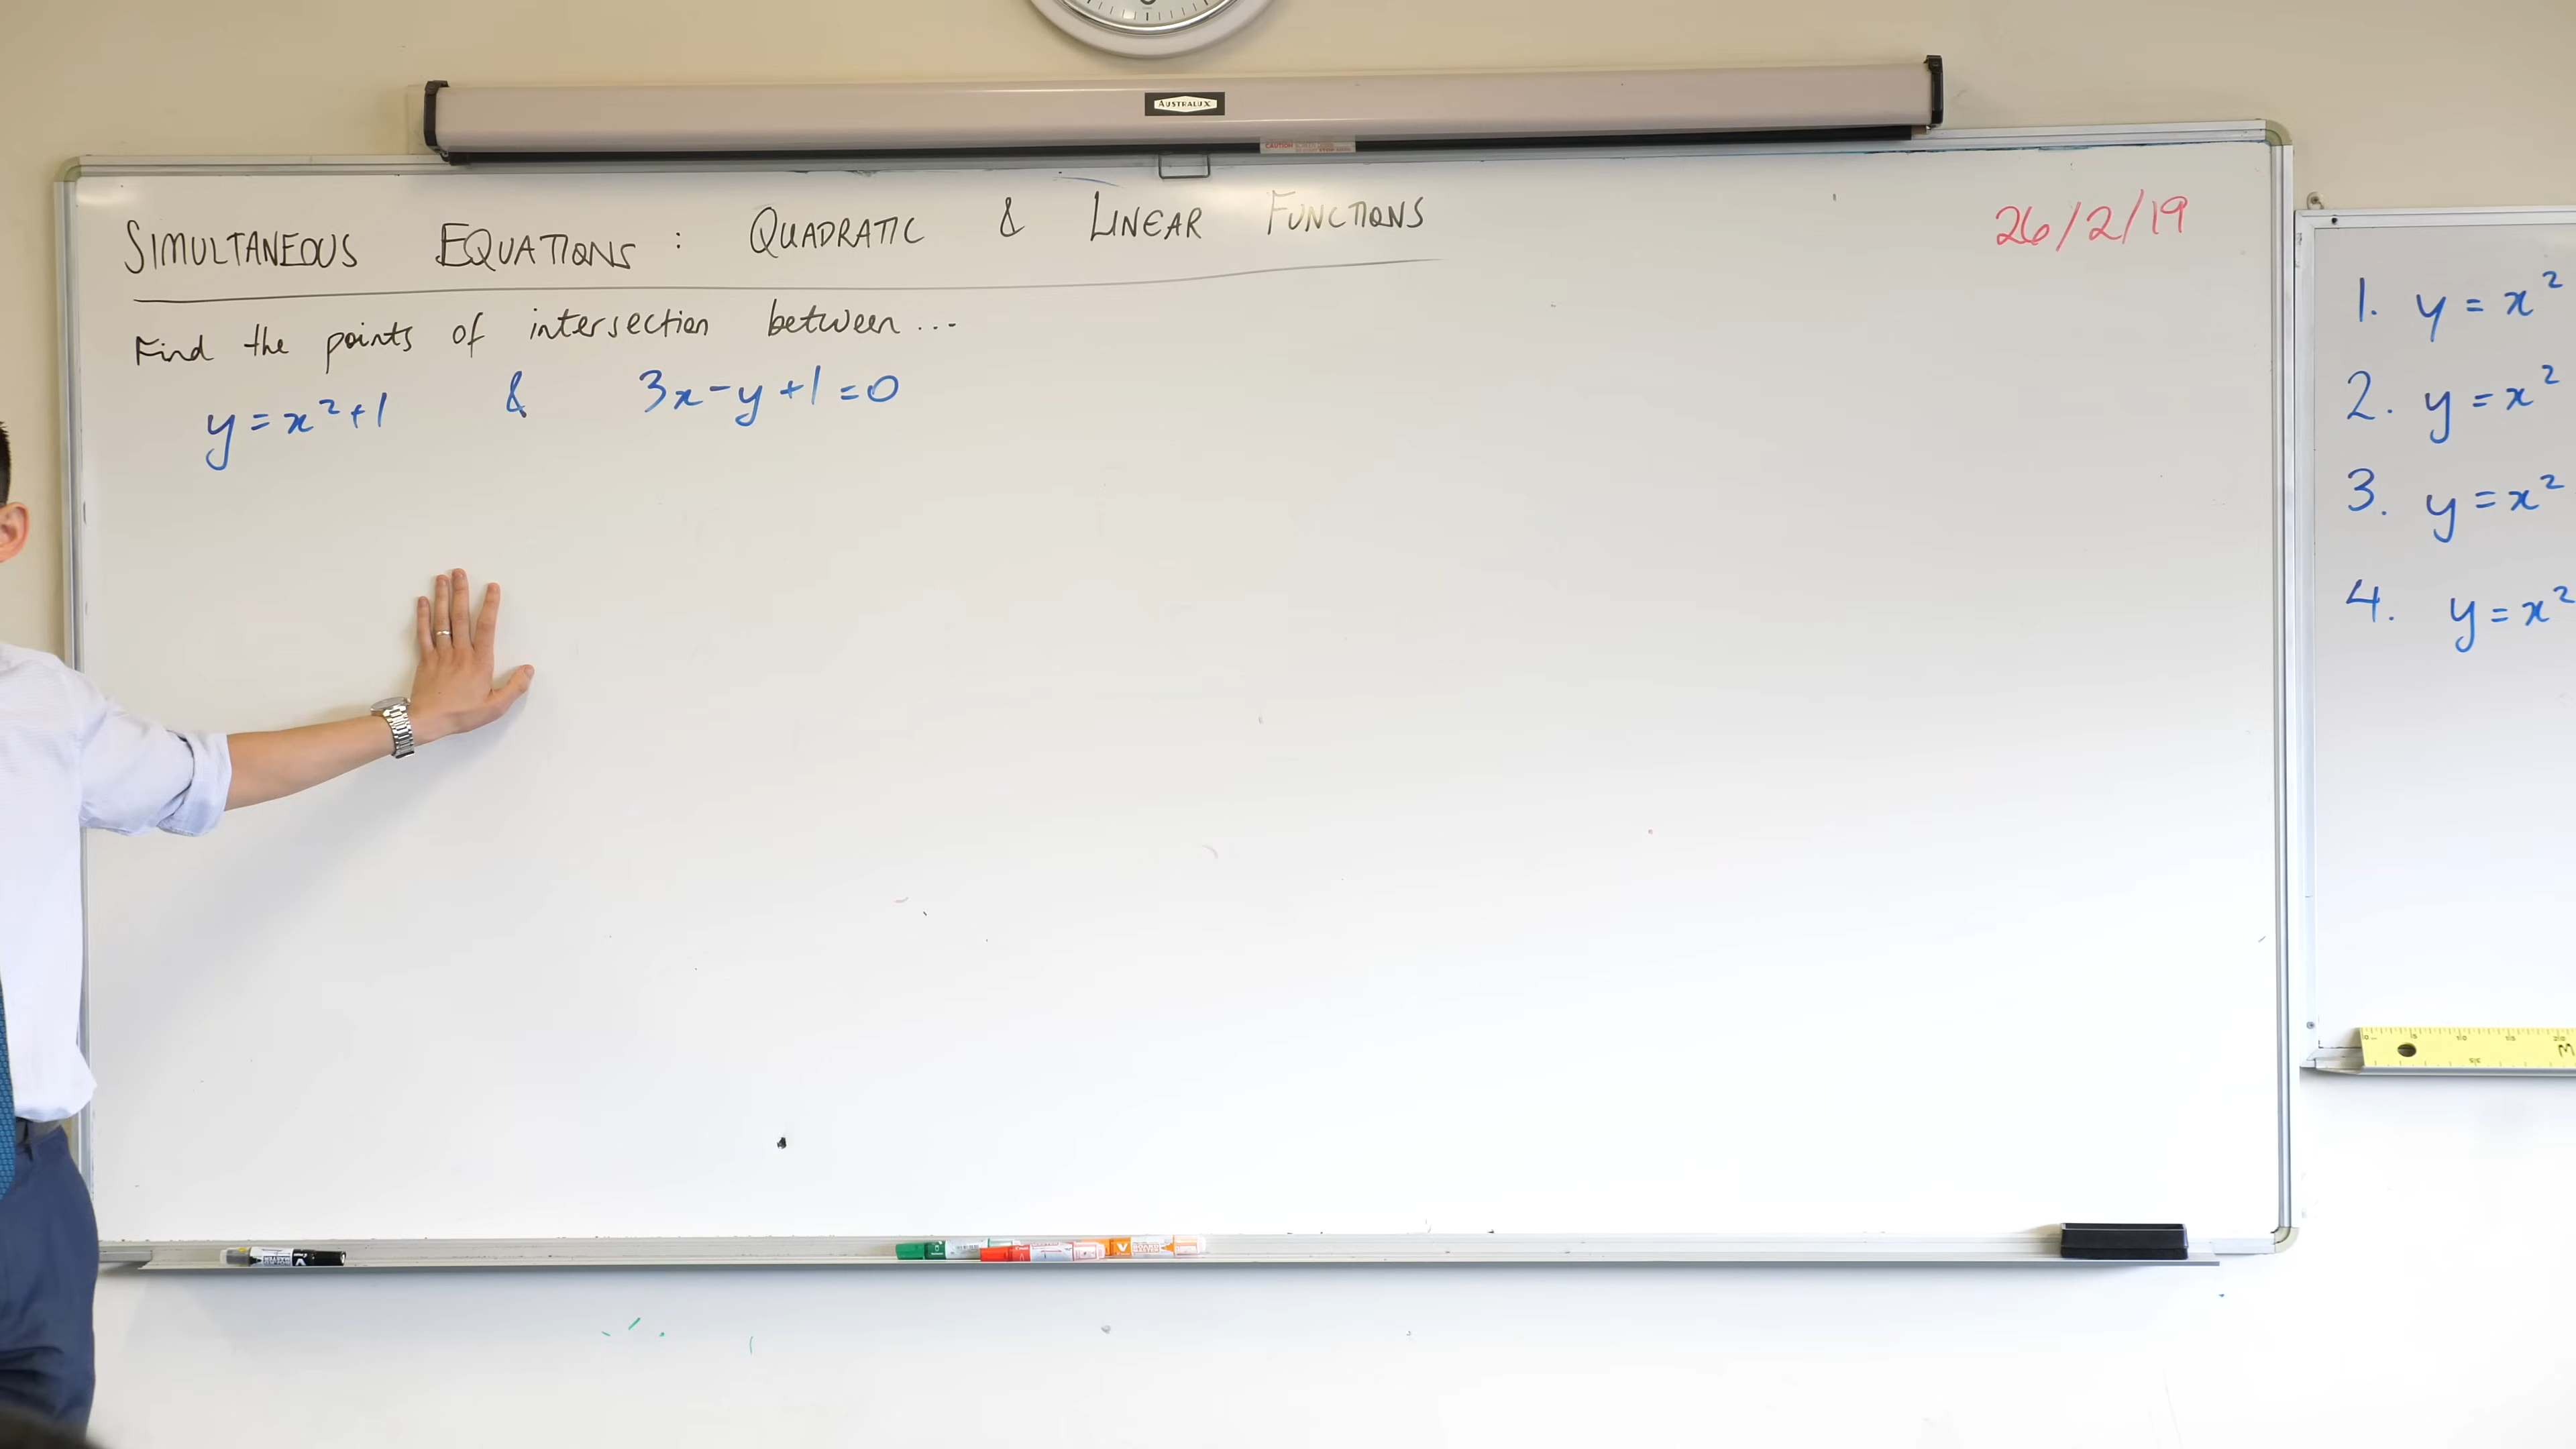 AUSTRALUX
CAUTION
SIMULTANEOUS EQUATIONS : QUADRATIC & LINEAR FUNCTIONS
26/2/19
Find the points of intersection between...
y = x² + 1 & 3x - y + 1 = 0
1. y = x²
2. y = x²
3. y = x²
4. y = x²